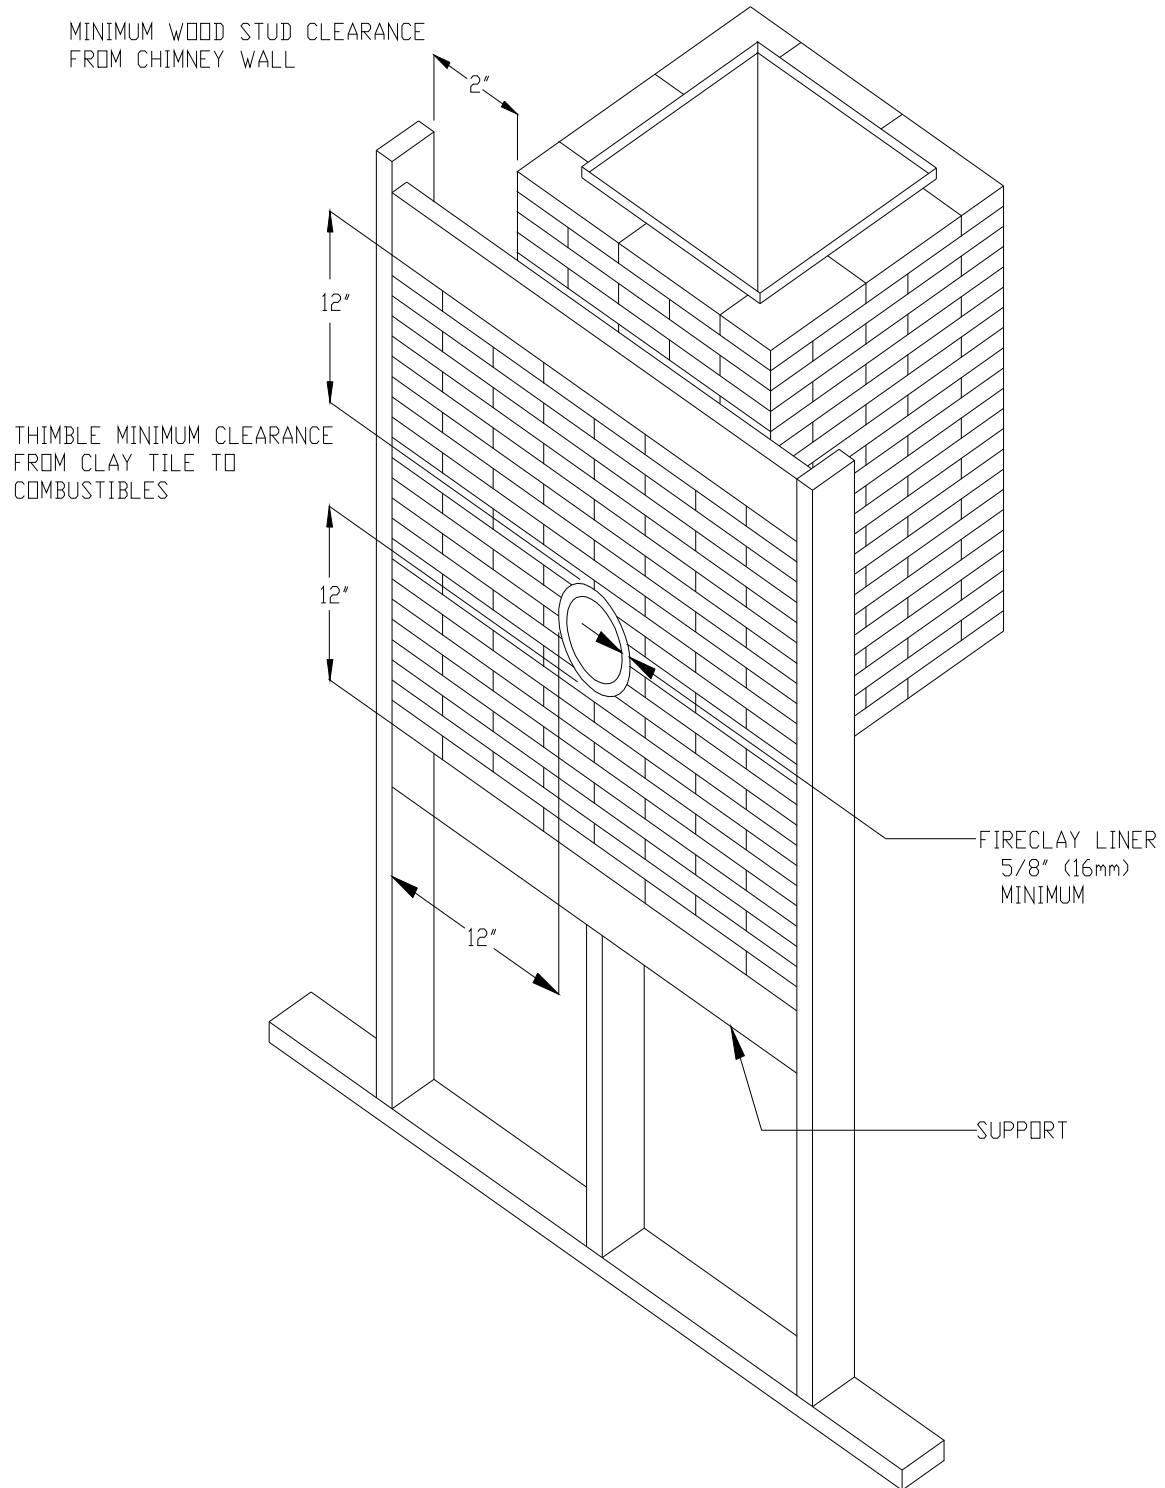 MINIMUM WOOD STUD CLEARANCE
FROM CHIMNEY WALL
2"
12"
THIMBLE MINIMUM CLEARANCE
FROM CLAY TILE TO
COMBUSTIBLES
12"
FIRECLAY LINER
5/8" (16mm)
MINIMUM
12"
SUPPORT